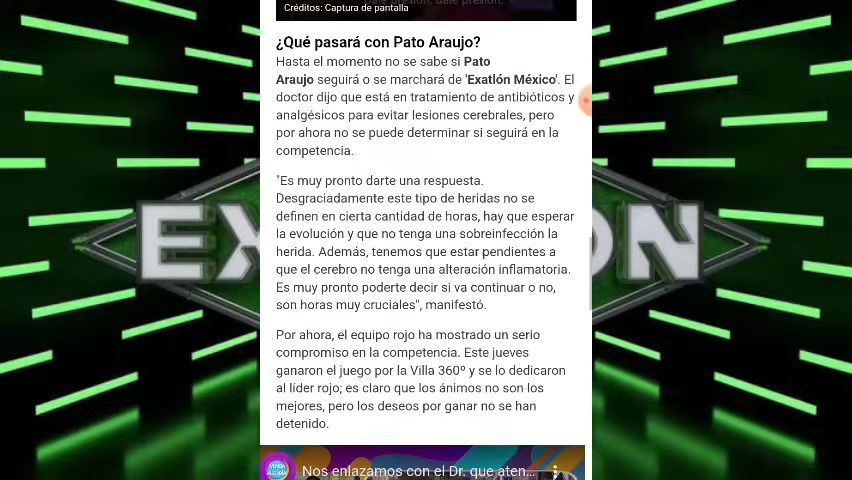 Créditos: Captura de pantalla
¿Qué pasará con Pato Araujo?
Hasta el momento no se sabe si Pato
Araujo seguirá o se marchará de 'Exatlón México'. El
doctor dijo que está en tratamiento de antibióticos y
analgésicos para evitar lesiones cerebrales, pero
por ahora no se puede determinar si seguirá en la
competencia.
"Es muy pronto darte una respuesta.
Desgraciadamente este tipo de heridas no se
definen en cierta cantidad de horas, hay que esperar
la evolución y que no tenga una sobreinfección la
herida. Además, tenemos que estar pendientes a
que el cerebro no tenga una alteración inflamatoria.
Es muy pronto poderte decir si va continuar o no,
son horas muy cruciales", manifestó.
Por ahora, el equipo rojo ha mostrado un serio
compromiso en la competencia. Este jueves
ganaron el juego por la Villa 360º y se lo dedicaron
al líder rojo; es claro que los ánimos no son los
mejores, pero los deseos por ganar no se han
detenido.
EX ON
VENGA ALEGRÍA
Nos enlazamos con el Dr. que aten...